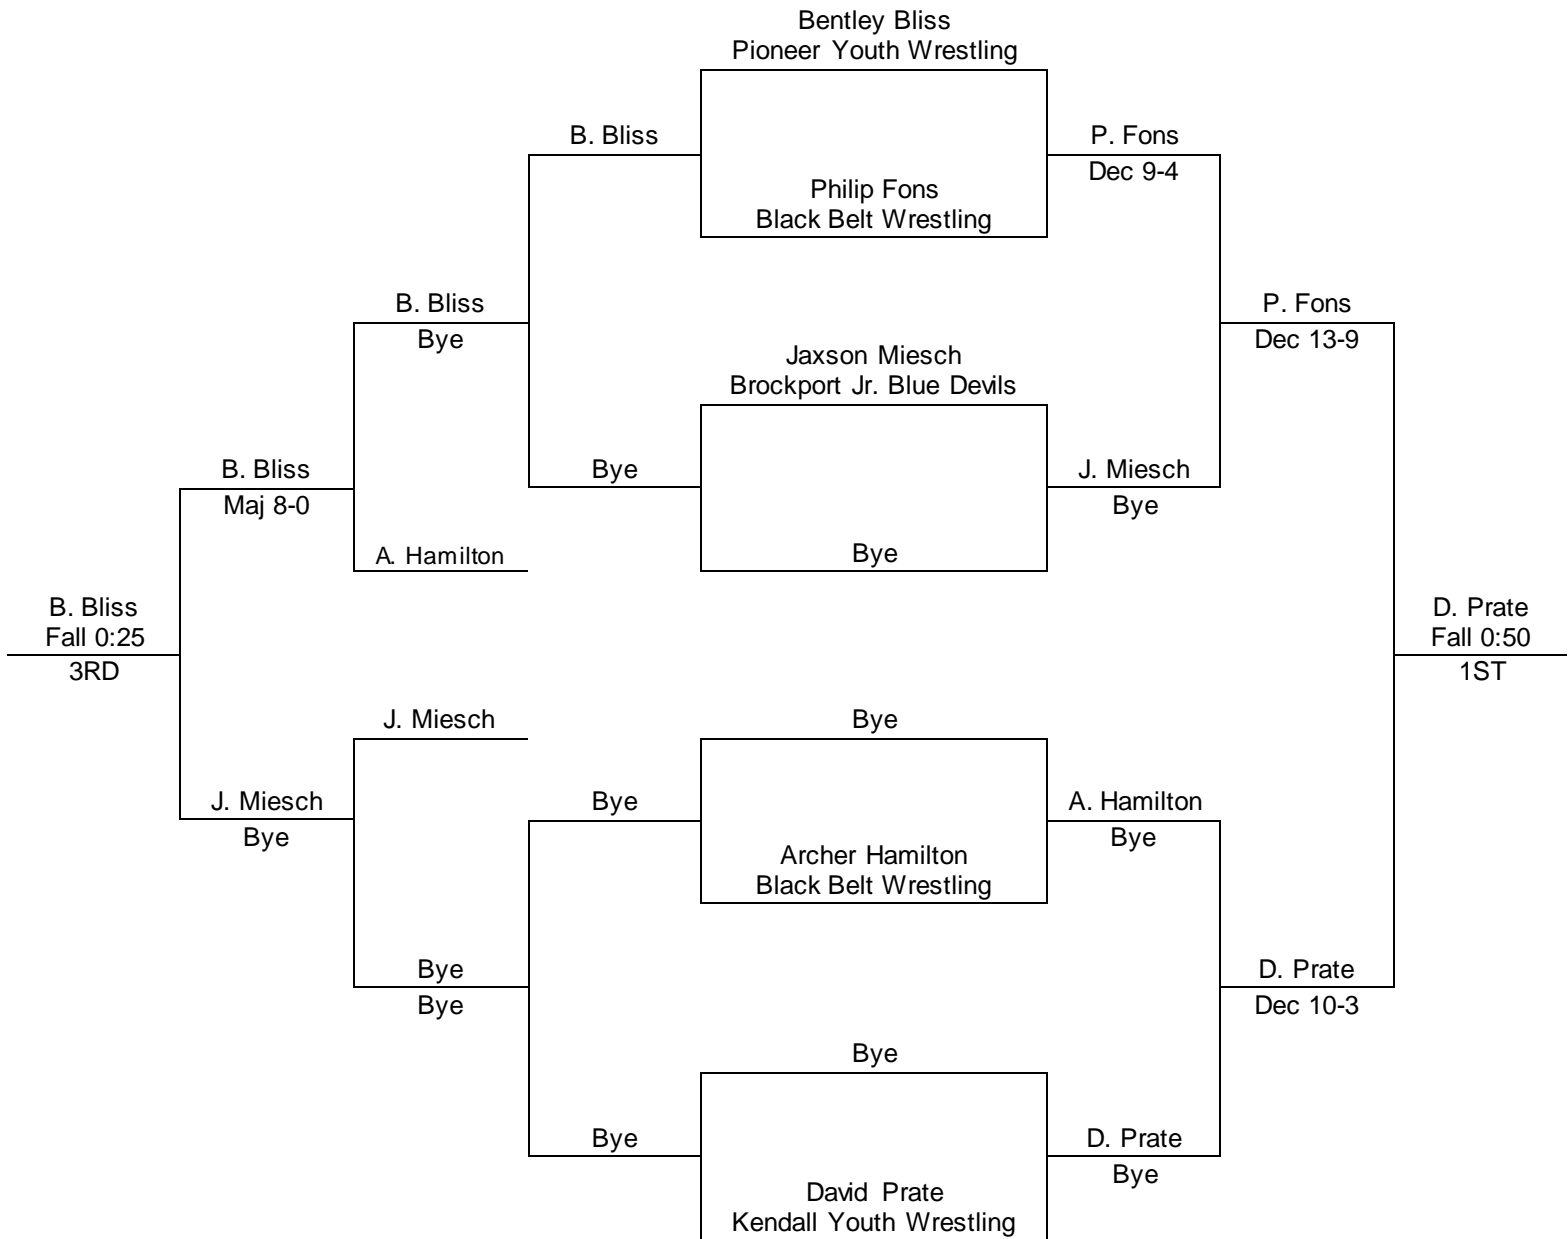 Bentley Bliss
Pioneer Youth Wrestling
B. Bliss
P. Fons
Dec 9-4
Philip Fons
Black Belt Wrestling
B. Bliss
Bye
P. Fons
Dec 13-9
Jaxson Miesch
Brockport Jr. Blue Devils
B. Bliss
Maj 8-0
Bye
J. Miesch
Bye
A. Hamilton
Bye
B. Bliss
Fall 0:25
3RD
D. Prate
Fall 0:50
1ST
J. Miesch
Bye
J. Miesch
Bye
Bye
A. Hamilton
Bye
Archer Hamilton
Black Belt Wrestling
Bye
Bye
D. Prate
Dec 10-3
Bye
Bye
D. Prate
Bye
David Prate
Kendall Youth Wrestling